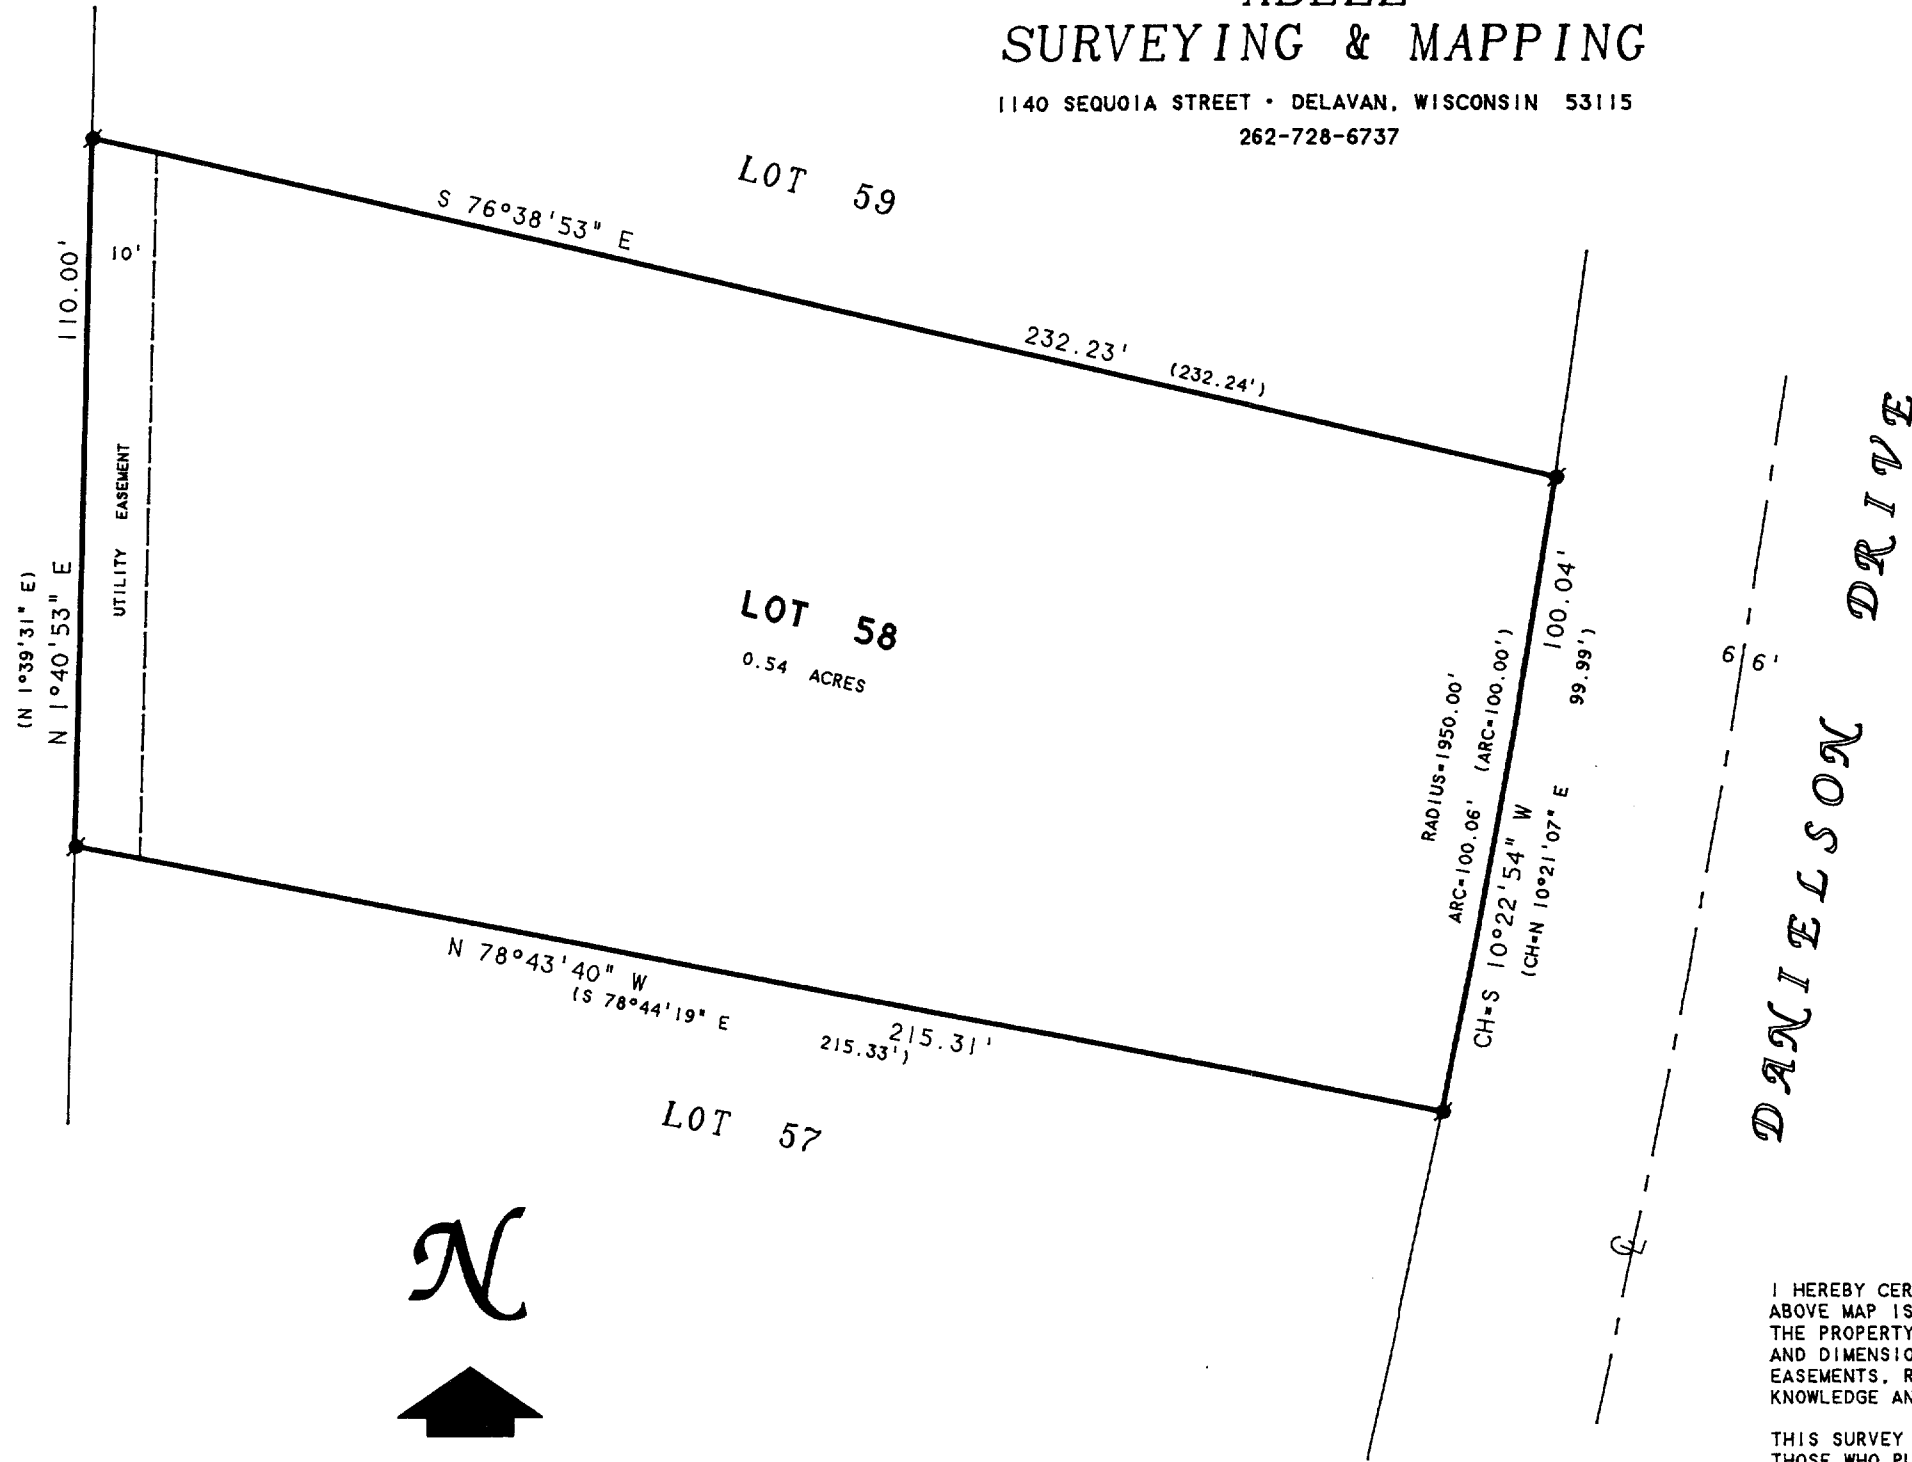 SURVEYING & MAPPING
1140 SEQUOIA STREET • DELAVAN, WISCONSIN 53115
262-728-6737
LOT 59
S 76°38'53" E
232.23' (232.24')
110.00'
10'
UTILITY EASEMENT
(N 1°39'31" E)
N 1°40'53" E
LOT 58
0.54 ACRES
100.04'
99.99')
RADIUS=1950.00'
ARC=100.06' (ARC=100.00')
CH=S 10°22'54" W
(CH=N 10°21'07" E
66'
DANIELSON DRIVE
N 78°43'40" W
215.31'
(S 78°44'19" E
215.33')
LOT 57
N
I HEREBY CER
ABOVE MAP IS
THE PROPERTY
AND DIMENSIO
EASEMENTS, R
KNOWLEDGE AN
THIS SURVEY